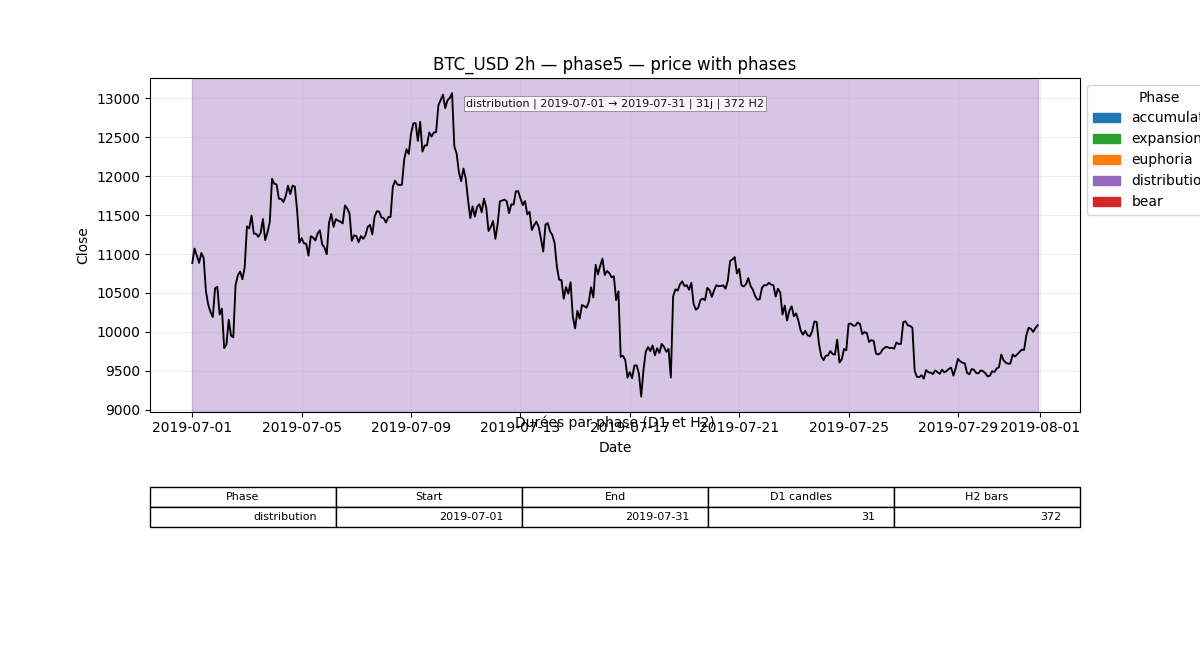 BTC_USD 2h — phase5 — price with phases
13000
12500
12000
11500
11000
10500
10000
9500
9000
Close
distribution | 2019-07-01 → 2019-07-31 | 31j | 372 H2
Phase
accumulat
expansion
euphoria
distributio
bear
2019-07-01 2019-07-05 2019-07-09 2019-07-13 2019-07-17 2019-07-21 2019-07-25 2019-07-29 2019-08-01
Durées par phase (D1 et H2)
Date
Phase Start End D1 candles H2 bars
distribution 2019-07-01 2019-07-31 31 372